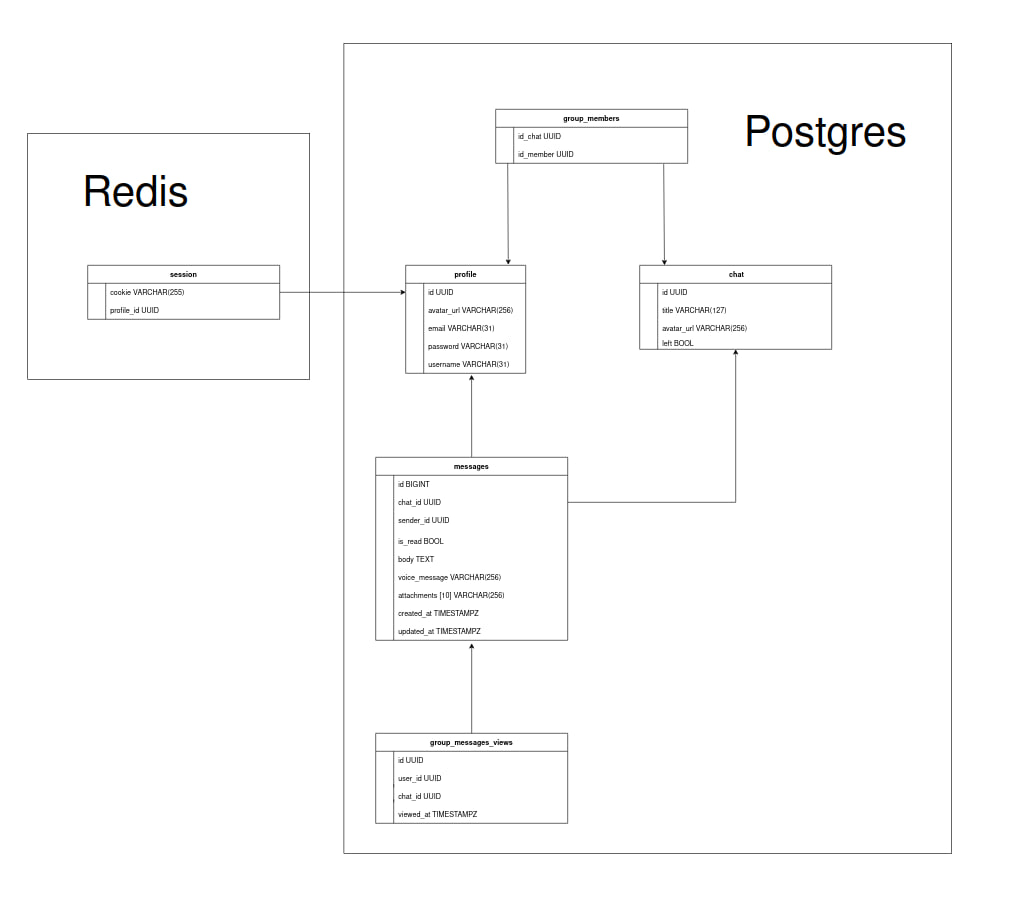 Redis
session
cookie VARCHAR(255)
profile_id UUID
Postgres
group_members
id_chat UUID
id_member UUID
profile
id UUID
avatar_url VARCHAR(256)
email VARCHAR(31)
password VARCHAR(31)
username VARCHAR(31)
chat
id UUID
title VARCHAR(127)
avatar_url VARCHAR(256)
left BOOL
messages
id BIGINT
chat_id UUID
sender_id UUID
is_read BOOL
body TEXT
voice_message VARCHAR(256)
attachments [10] VARCHAR(256)
created_at TIMESTAMPZ
updated_at TIMESTAMPZ
group_messages_views
id UUID
user_id UUID
chat_id UUID
viewed_at TIMESTAMPZ